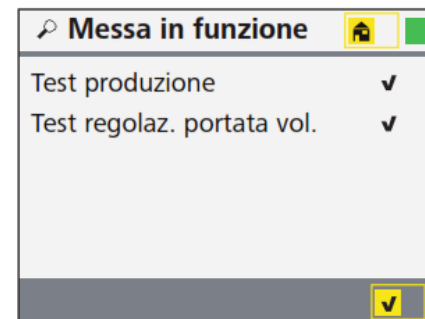 Messa in funzione
Test produzione
Test regolaz. portata vol.